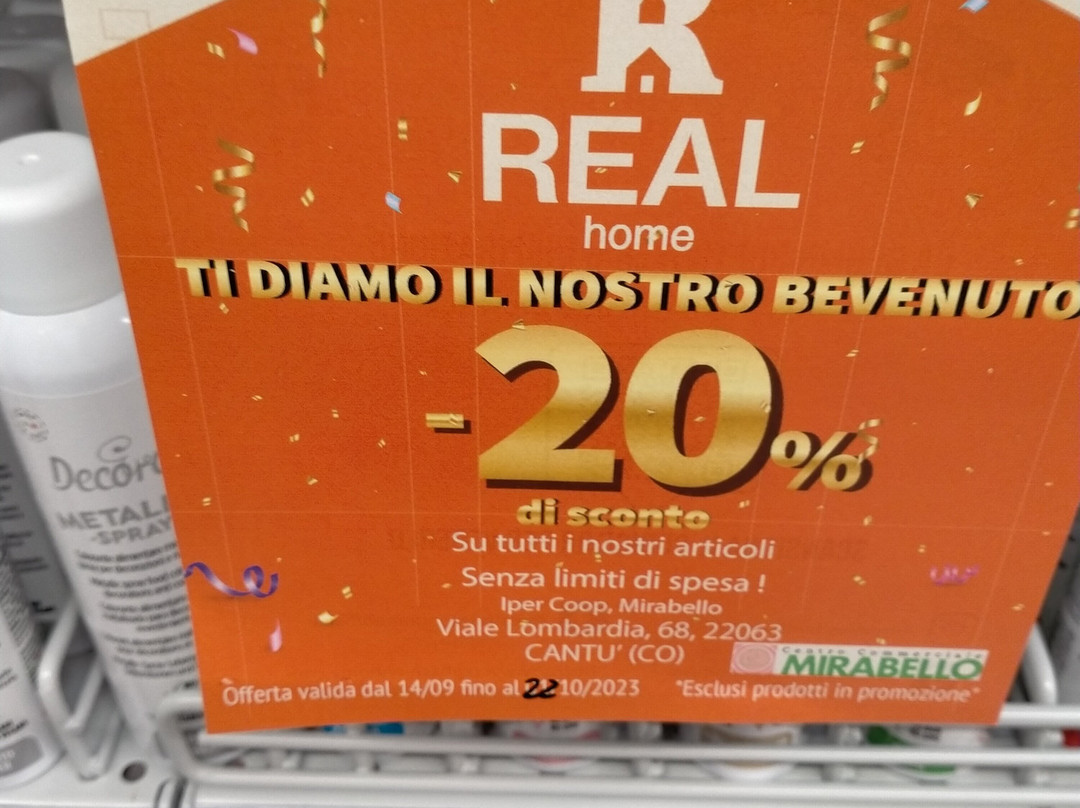 REAL
home
TI DIAMO IL NOSTRO BEVENUTO
-20%
di sconto
Su tutti i nostri articoli
Senza limiti di spesa !
Iper Coop, Mirabello
Viale Lombardia, 68, 22063
CANTU' (CO)
Centro Commerciale
MIRABELLO
Offerta valida dal 14/09 fino al 22 10/2023 *Esclusi prodotti in promozione*
Decora
METALL
-SPRAY